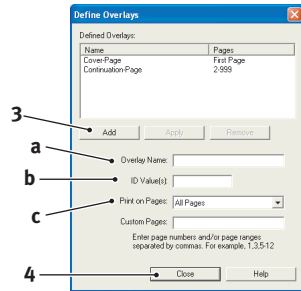 Define Overlays
Defined Overlays:
Name Pages
Cover-Page First Page
Continuation-Page 2-999
3 Add Apply Remove
a Overlay Name:
b ID Value(s):
c Print on Pages: All Pages
Custom Pages:
Enter page numbers and/or page ranges
separated by commas. For example, 1,3,5-12
4 Close Help